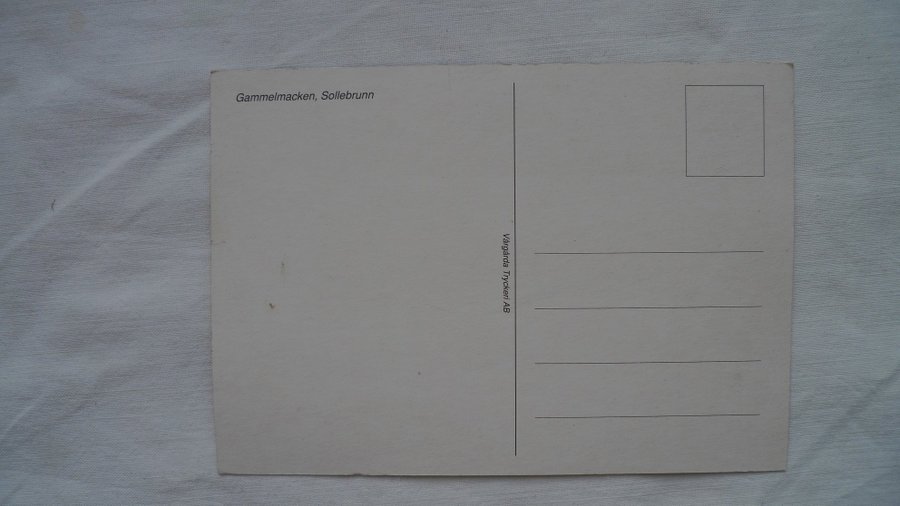 Gammelmacken, Sollebrunn
Vårgårda Tryckeri AB